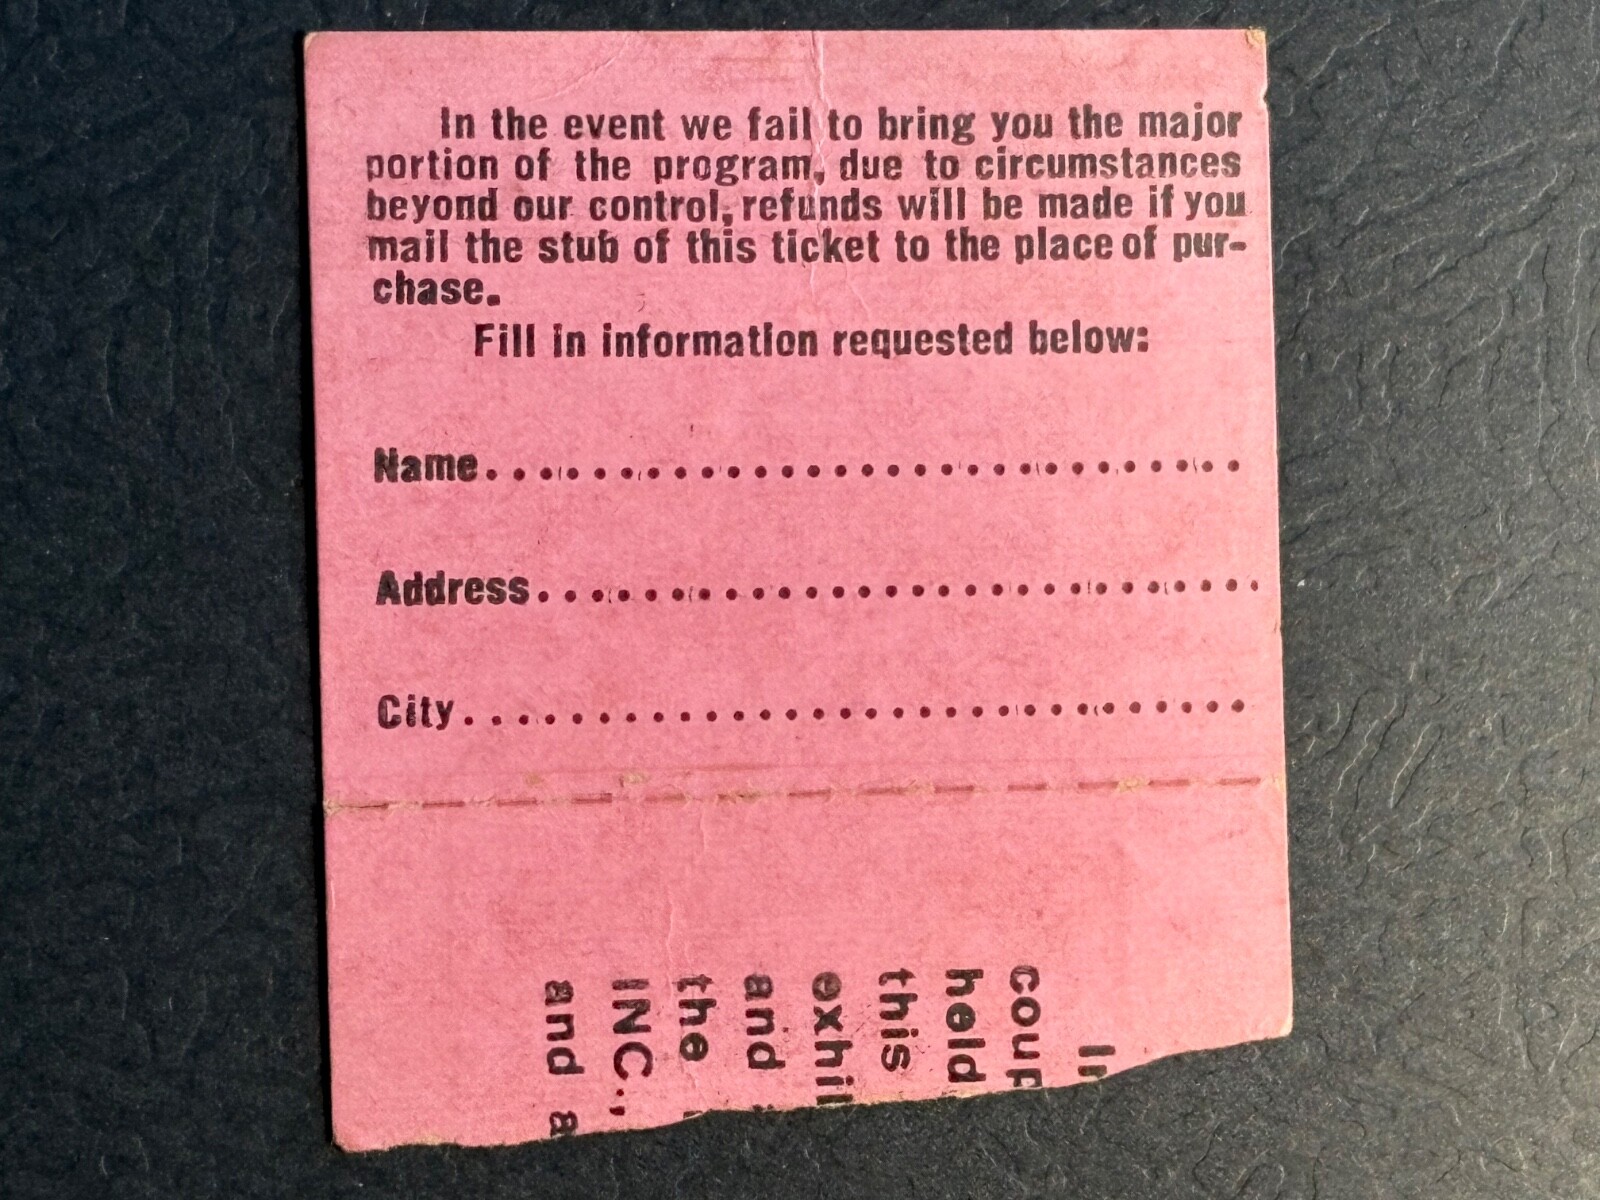 In the event we fail to bring you the major
portion of the program, due to circumstances
beyond our control, refunds will be made if you
mail the stub of this ticket to the place of pur-
chase.
Fill in information requested below:
Name..............................
Address...........................
City..............................
held
this
and
the
INC.,
and